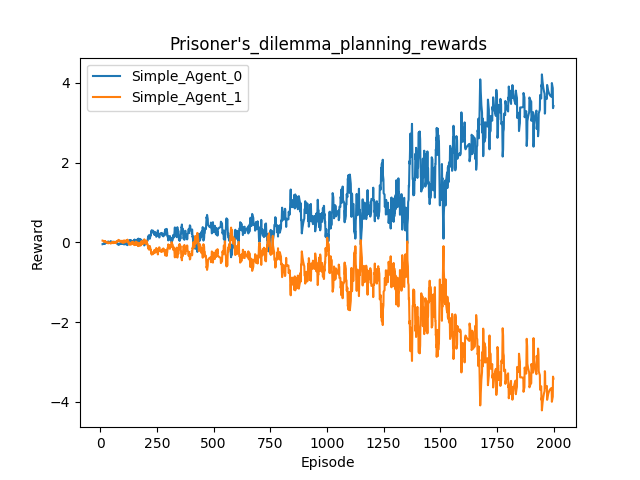 Prisoner's_dilemma_planning_rewards
Simple_Agent_0
Simple_Agent_1
4
2
0
−2
−4
Reward
0 250 500 750 1000 1250 1500 1750 2000
Episode